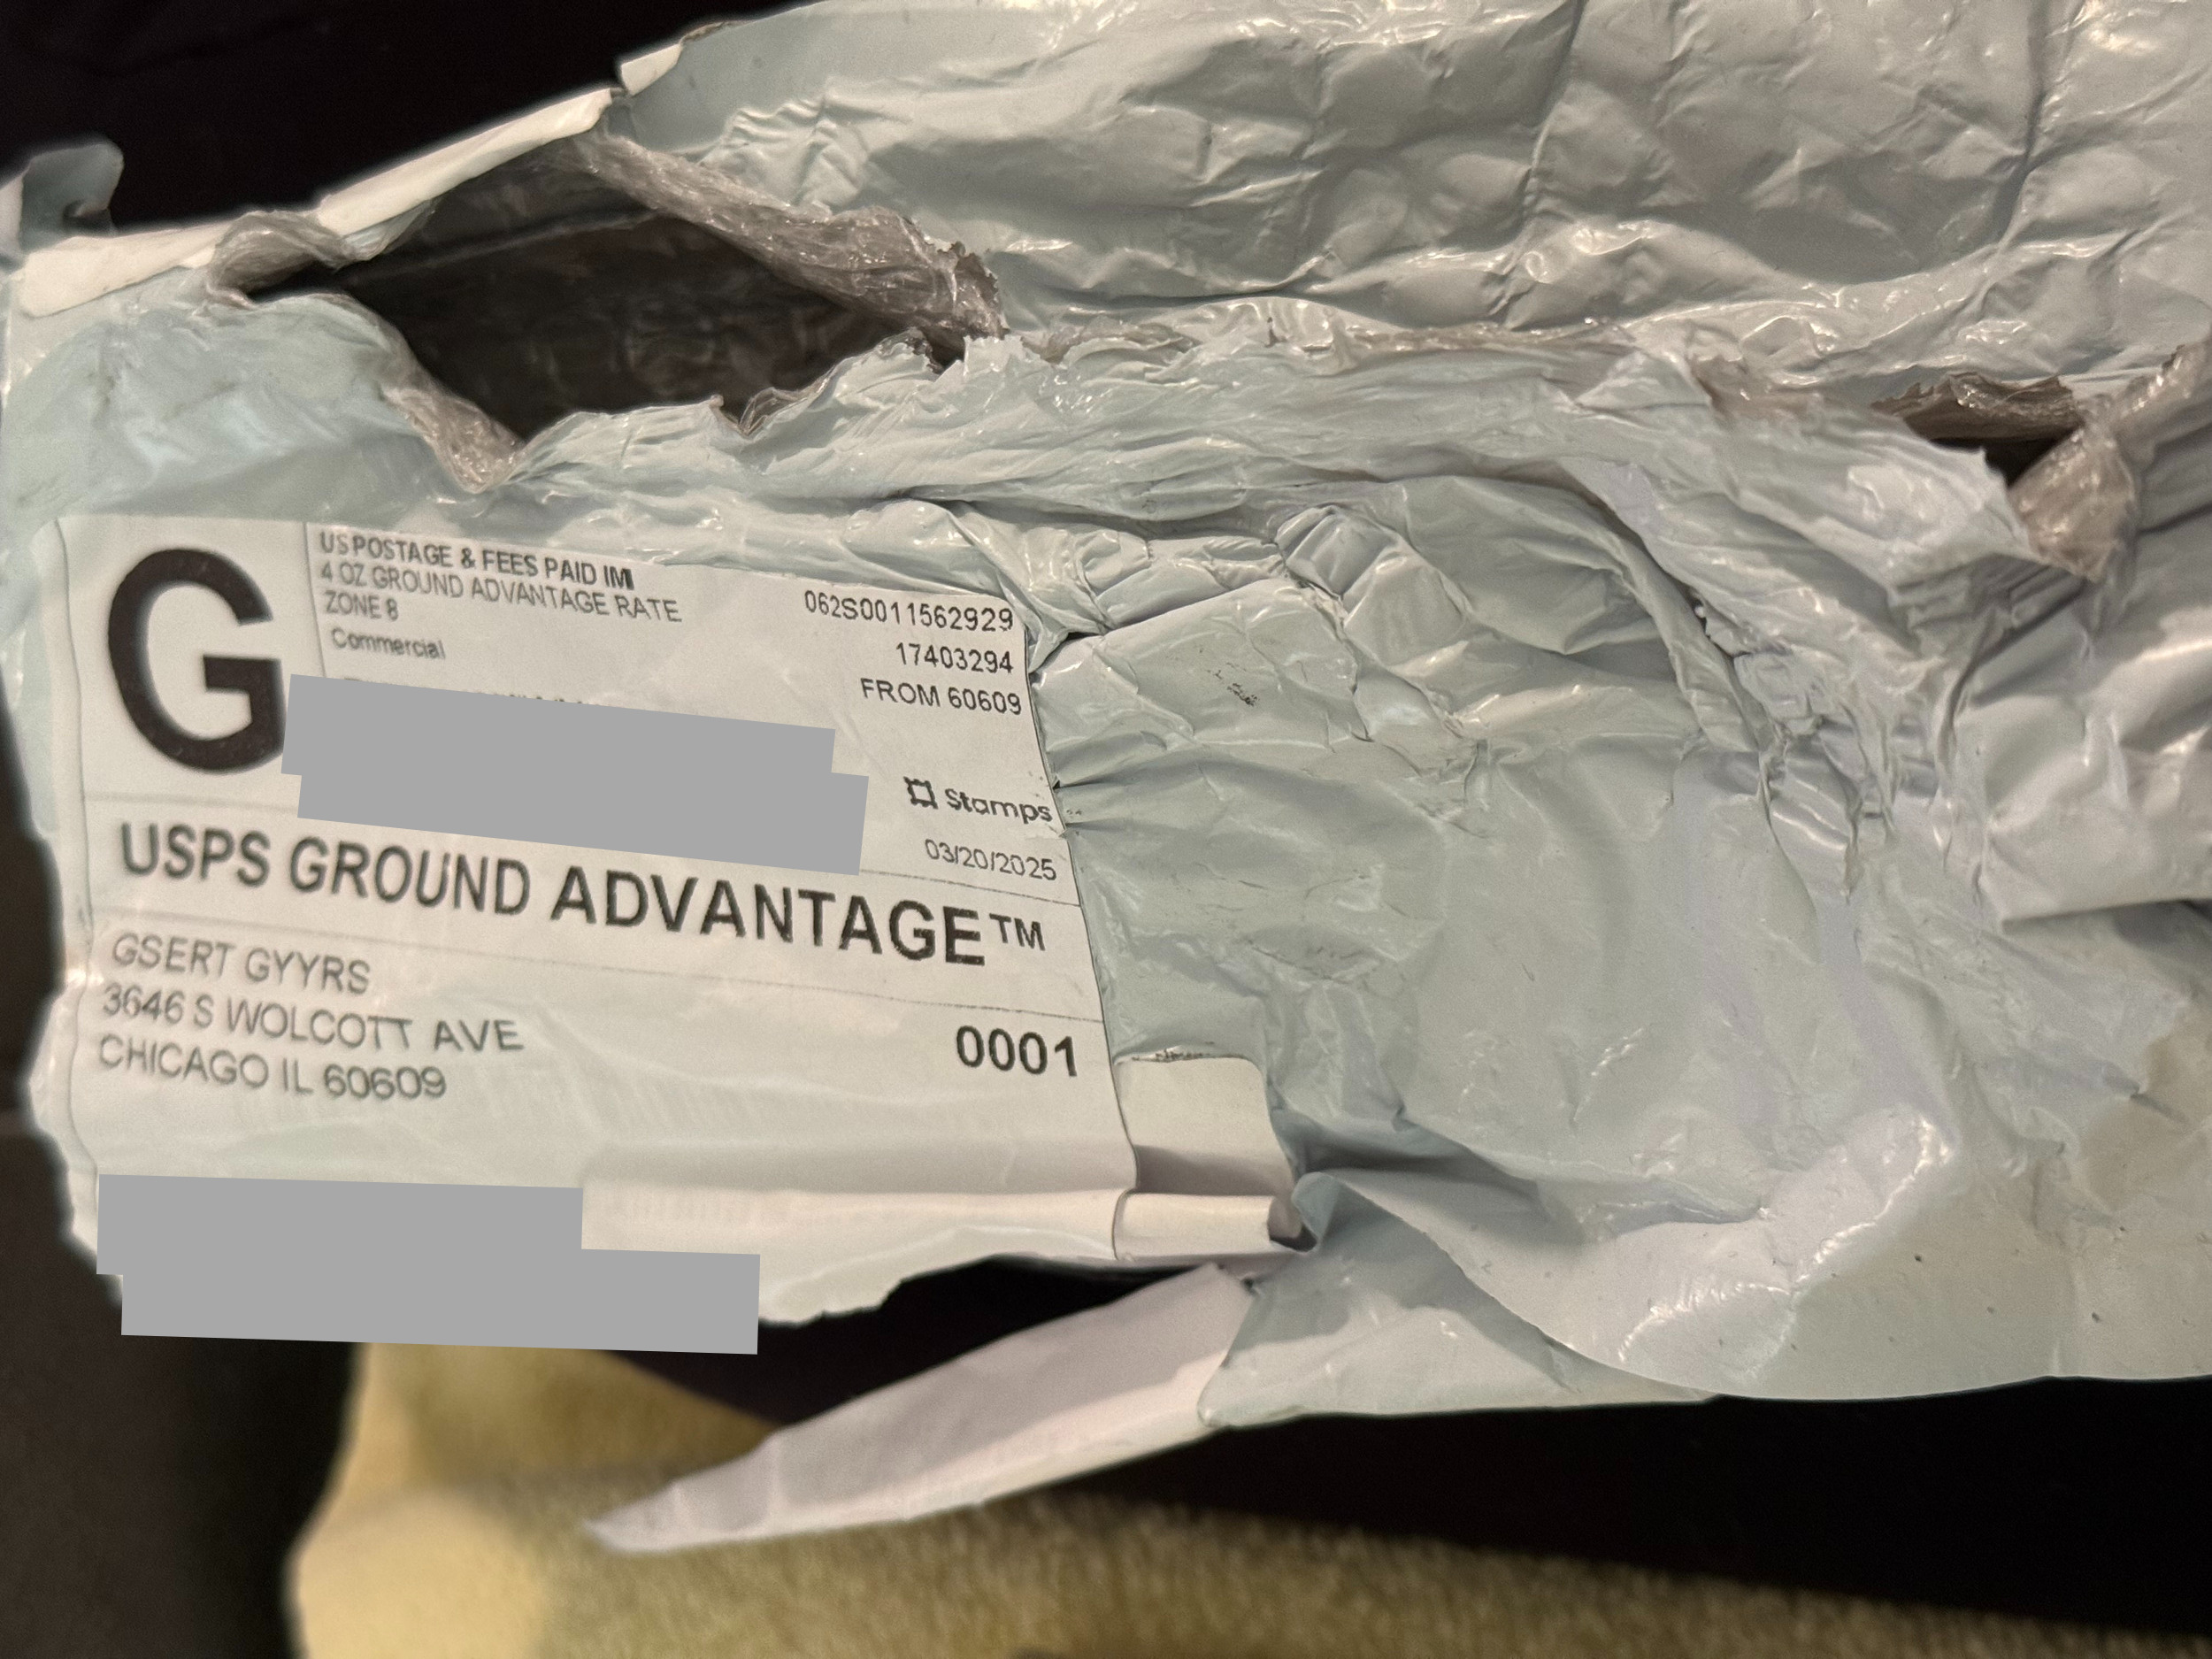 G
US POSTAGE & FEES PAID IM
4 OZ GROUND ADVANTAGE RATE
ZONE 8
Commercial
062S0011562929
17403294
FROM 60609
Stamps
03/20/2025
USPS GROUND ADVANTAGE™
GSERT GYYRS
3646 S WOLCOTT AVE
CHICAGO IL 60609
0001